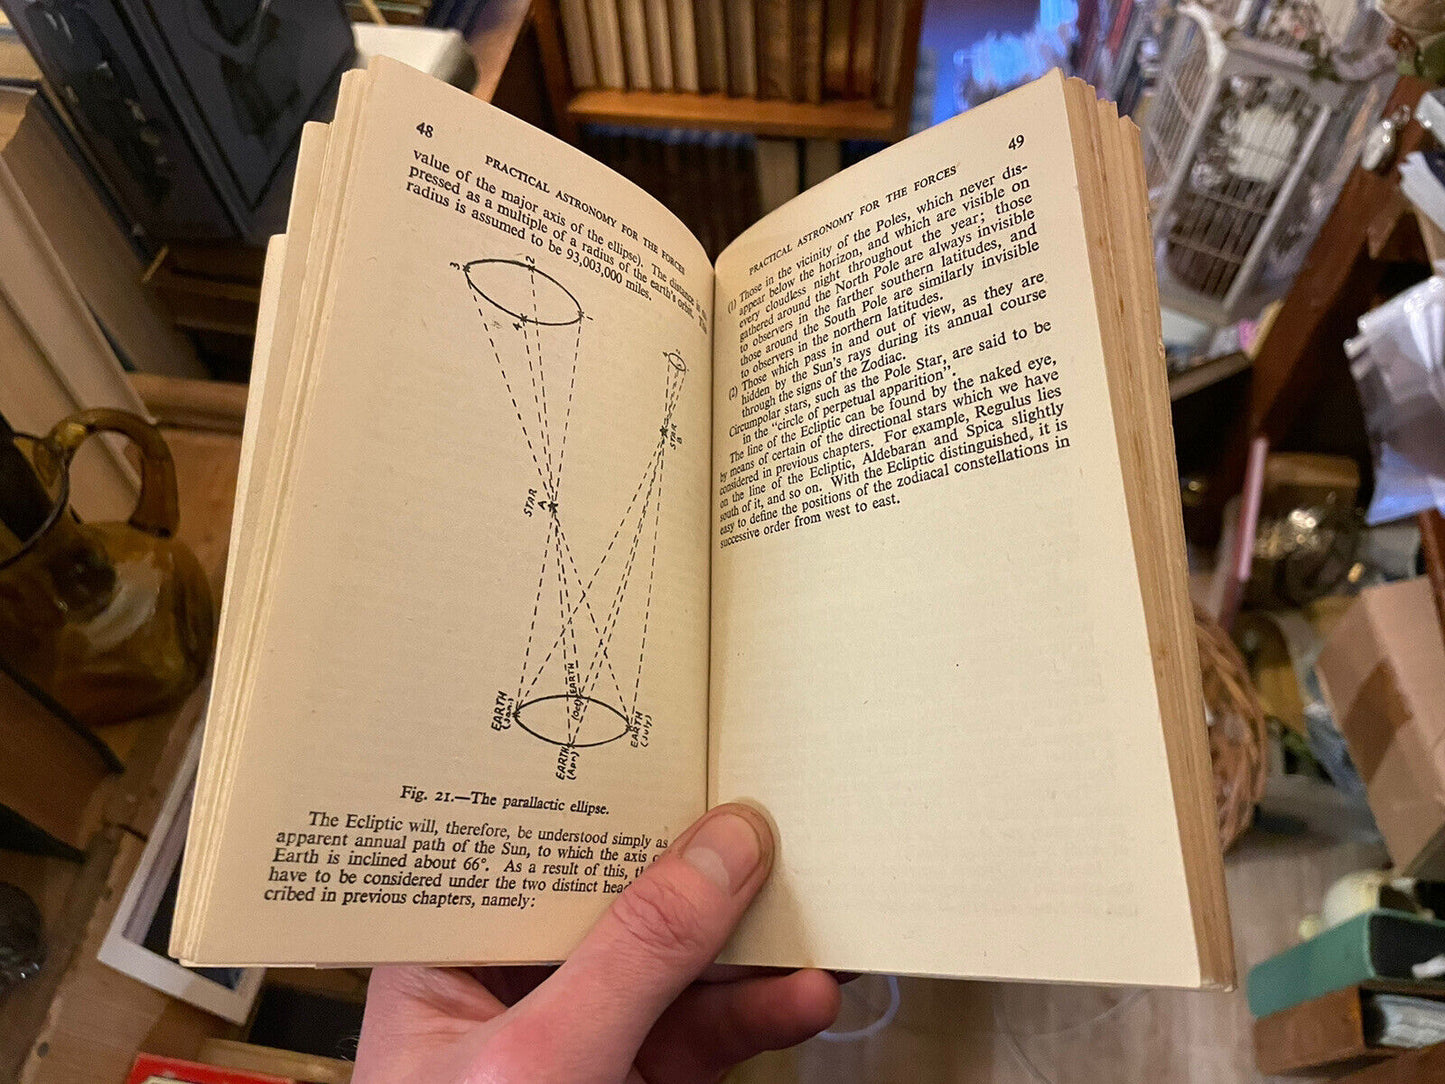 48
PRACTICAL ASTRONOMY FOR THE FORCES
value of the major axis of the ellipse). The distance is
pressed as a multiple of a radius of the earth's orbit.
radius is assumed to be 93,003,000 miles.
3
2
4
1
4
2
STAR
B
STAR
A
EARTH
(Jan)
EARTH
(Oct)
EARTH
(July)
EARTH
(Apr)
Fig. 21.—The parallactic ellipse.
The Ecliptic will, therefore, be understood simply as
apparent annual path of the Sun, to which the axis
Earth is inclined about 66°. As a result of this,
have to be considered under the two distinct
cribed in previous chapters, namely:
49
PRACTICAL ASTRONOMY FOR THE FORCES
(1) Those in the vicinity of the Poles, which never dis-
appear below the horizon, and which are visible on
every cloudless night throughout the year; those
gathered around the North Pole are always invisible
to observers in the farther southern latitudes, and
those around the South Pole are similarly invisible
to observers in the northern latitudes.
(2) Those which pass in and out of view, as they are
hidden by the Sun's rays during its annual course
through the signs of the Zodiac.
Circumpolar stars, such as the Pole Star, are said to be
in the "circle of perpetual apparition".
The line of the Ecliptic can be found by the naked eye,
by means of certain of the directional stars which we have
considered in previous chapters. For example, Regulus lies
on the line of the Ecliptic, Aldebaran and Spica slightly
south of it, and so on. With the Ecliptic distinguished, it is
easy to define the positions of the zodiacal constellations in
successive order from west to east.